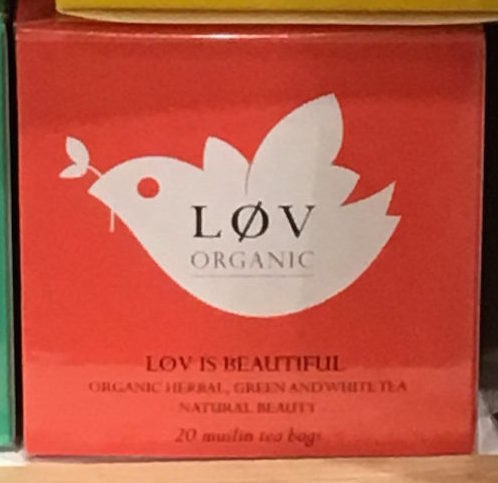 LØV
ORGANIC
LØV IS BEAUTIFUL
ORGANIC HERBAL, GREEN AND WHITE TEA
NATURAL BEAUTY
20 muslin tea bags